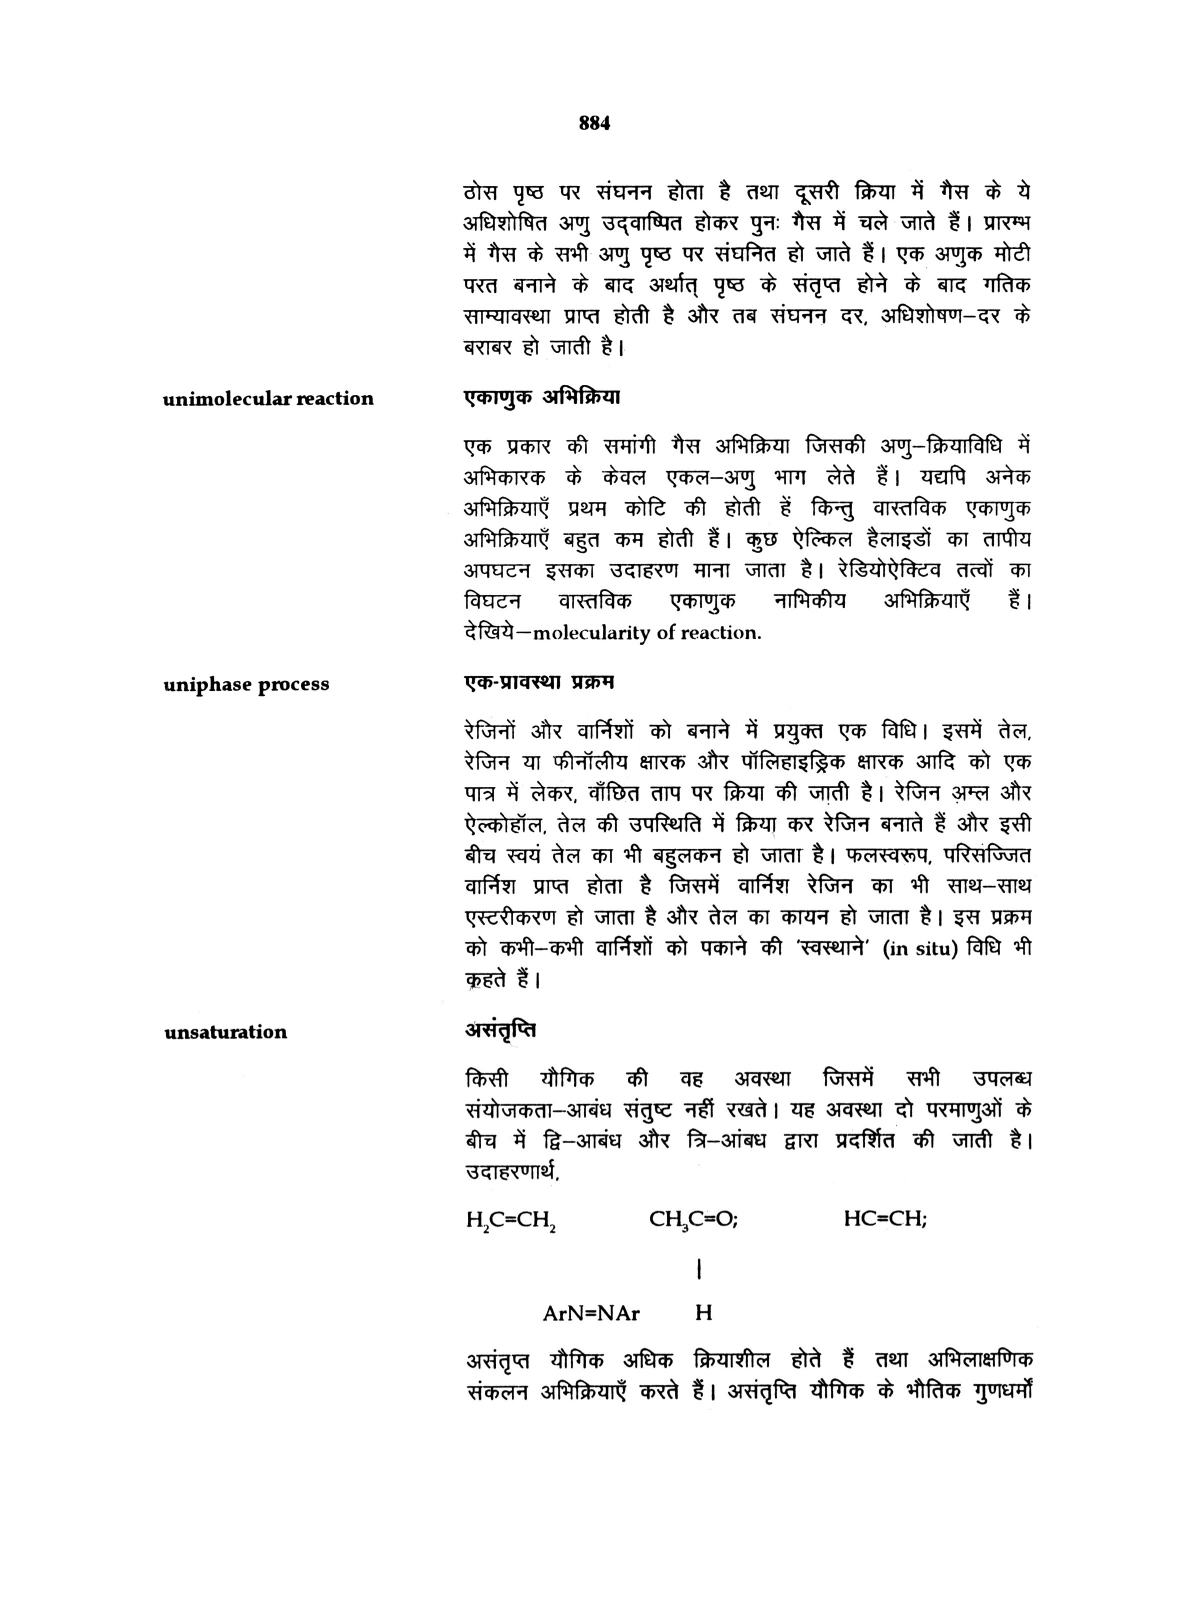 884
ठोस पृष्ठ पर संघनन होता है तथा दूसरी क्रिया में गैस के ये
अधिशोषित अणु उद्‌वाष्पित होकर पुनः गैस में चले जाते हैं। प्रारम्भ
में गैस के सभी अणु पृष्ठ पर संघनित हो जाते हैं। एक अणुक मोटी
परत बनाने के बाद अर्थात् पृष्ठ के संतृप्त होने के बाद गतिक
साम्यावस्था प्राप्त होती है और तब संघनन दर, अधिशोषण–दर के
बराबर हो जाती है।
unimolecular reaction एकाणुक अभिक्रिया
एक प्रकार की समांगी गैस अभिक्रिया जिसकी अणु–क्रियाविधि में
अभिकारक के केवल एकल–अणु भाग लेते हैं। यद्यपि अनेक
अभिक्रियाएँ प्रथम कोटि की होती हें किन्तु वास्तविक एकाणुक
अभिक्रियाएँ बहुत कम होती हैं। कुछ ऐल्किल हैलाइडों का तापीय
अपघटन इसका उदाहरण माना जाता है। रेडियोऐक्टिव तत्वों का
विघटन वास्तविक एकाणुक नाभिकीय अभिक्रियाएँ हैं।
देखिये–molecularity of reaction.
uniphase process एक-प्रावस्था प्रक्रम
रेजिनों और वार्निशों को बनाने में प्रयुक्त एक विधि। इसमें तेल,
रेजिन या फीनॉलीय क्षारक और पॉलिहाइड्रिक क्षारक आदि को एक
पात्र में लेकर, वाँछित ताप पर क्रिया की जाती है। रेजिन अम्ल और
ऐल्कोहॉल, तेल की उपस्थिति में क्रिया कर रेजिन बनाते हैं और इसी
बीच स्वयं तेल का भी बहुलकन हो जाता है। फलस्वरूप, परिसज्जित
वार्निश प्राप्त होता है जिसमें वार्निश रेजिन का भी साथ–साथ
एस्टरीकरण हो जाता है और तेल का कायन हो जाता है। इस प्रक्रम
को कभी–कभी वार्निशों को पकाने की 'स्वस्थाने' (in situ) विधि भी
कहते हैं।
unsaturation असंतृप्ति
किसी यौगिक की वह अवस्था जिसमें सभी उपलब्ध
संयोजकता–आबंध संतुष्ट नहीं रखते। यह अवस्था दो परमाणुओं के
बीच में द्वि–आबंध और त्रि–आंबध द्वारा प्रदर्शित की जाती है।
उदाहरणार्थ,
H₂C=CH₂ CH₃C=O; HC=CH;
|
ArN=NAr H
असंतृप्त यौगिक अधिक क्रियाशील होते हैं तथा अभिलाक्षणिक
संकलन अभिक्रियाएँ करते हैं। असंतृप्ति यौगिक के भौतिक गुणधर्मों